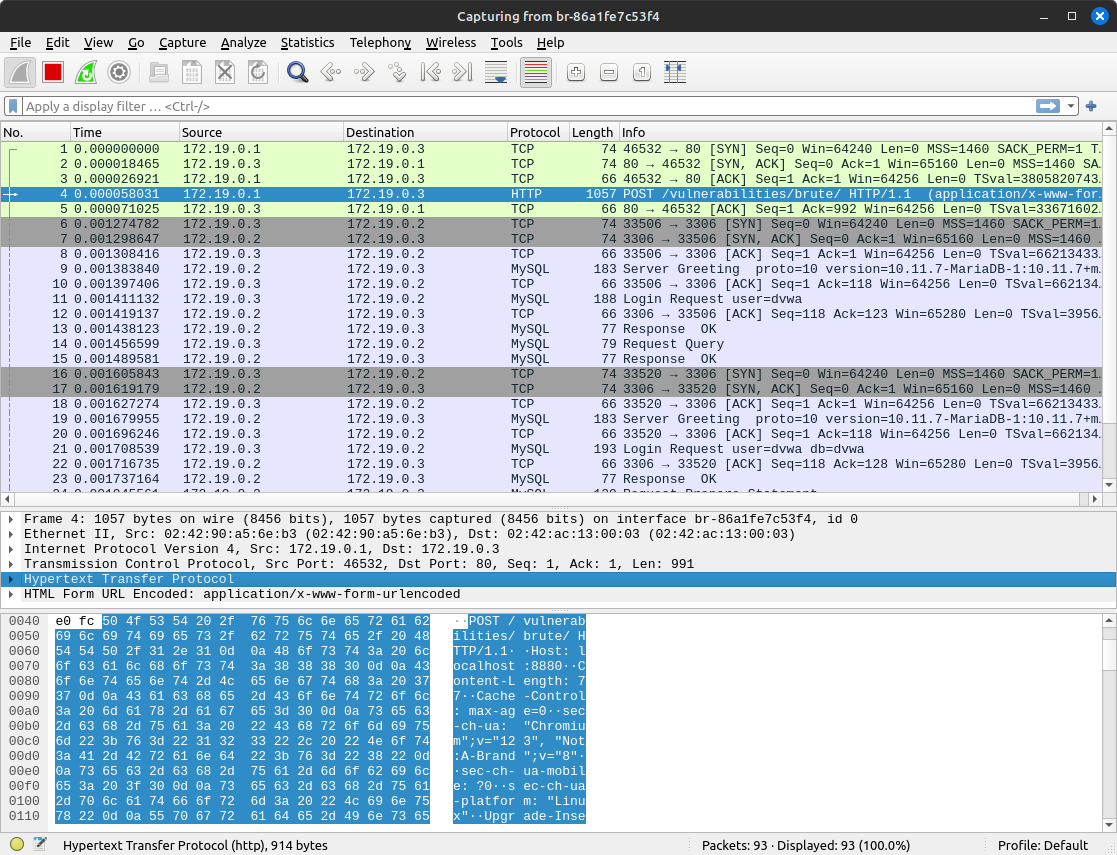 Capturing from br-86a1fe7c53f4
File Edit View Go Capture Analyze Statistics Telephony Wireless Tools Help
Apply a display filter … <Ctrl-/>
No. Time Source Destination Protocol Length Info
1 0.000000000 172.19.0.1 172.19.0.3 TCP 74 46532 → 80 [SYN] Seq=0 Win=64240 Len=0 MSS=1460 SACK_PERM=1 T…
2 0.000018465 172.19.0.3 172.19.0.1 TCP 74 80 → 46532 [SYN, ACK] Seq=0 Ack=1 Win=65160 Len=0 MSS=1460 SA…
3 0.000026921 172.19.0.1 172.19.0.3 TCP 66 46532 → 80 [ACK] Seq=1 Ack=1 Win=64256 Len=0 TSval=3805820743…
4 0.000058031 172.19.0.1 172.19.0.3 HTTP 1057 POST /vulnerabilities/brute/ HTTP/1.1  (application/x-www-for…
5 0.000071025 172.19.0.3 172.19.0.1 TCP 66 80 → 46532 [ACK] Seq=1 Ack=992 Win=64256 Len=0 TSval=33671602…
6 0.001274782 172.19.0.3 172.19.0.2 TCP 74 33506 → 3306 [SYN] Seq=0 Win=64240 Len=0 MSS=1460 SACK_PERM=1…
7 0.001298647 172.19.0.2 172.19.0.3 TCP 74 3306 → 33506 [SYN, ACK] Seq=0 Ack=1 Win=65160 Len=0 MSS=1460 …
8 0.001308416 172.19.0.3 172.19.0.2 TCP 66 33506 → 3306 [ACK] Seq=1 Ack=1 Win=64256 Len=0 TSval=66213433…
9 0.001383840 172.19.0.2 172.19.0.3 MySQL 183 Server Greeting  proto=10 version=10.11.7-MariaDB-1:10.11.7+m…
10 0.001397406 172.19.0.3 172.19.0.2 TCP 66 33506 → 3306 [ACK] Seq=1 Ack=118 Win=64256 Len=0 TSval=662134…
11 0.001411132 172.19.0.3 172.19.0.2 MySQL 188 Login Request user=dvwa
12 0.001419137 172.19.0.2 172.19.0.3 TCP 66 3306 → 33506 [ACK] Seq=118 Ack=123 Win=65280 Len=0 TSval=3956…
13 0.001438123 172.19.0.2 172.19.0.3 MySQL 77 Response  OK
14 0.001456599 172.19.0.3 172.19.0.2 MySQL 79 Request Query
15 0.001489581 172.19.0.2 172.19.0.3 MySQL 77 Response  OK
16 0.001605843 172.19.0.3 172.19.0.2 TCP 74 33520 → 3306 [SYN] Seq=0 Win=64240 Len=0 MSS=1460 SACK_PERM=1…
17 0.001619179 172.19.0.2 172.19.0.3 TCP 74 3306 → 33520 [SYN, ACK] Seq=0 Ack=1 Win=65160 Len=0 MSS=1460 …
18 0.001627274 172.19.0.3 172.19.0.2 TCP 66 33520 → 3306 [ACK] Seq=1 Ack=1 Win=64256 Len=0 TSval=66213433…
19 0.001679955 172.19.0.2 172.19.0.3 MySQL 183 Server Greeting  proto=10 version=10.11.7-MariaDB-1:10.11.7+m…
20 0.001696246 172.19.0.3 172.19.0.2 TCP 66 33520 → 3306 [ACK] Seq=1 Ack=118 Win=64256 Len=0 TSval=662134…
21 0.001708539 172.19.0.3 172.19.0.2 MySQL 193 Login Request user=dvwa db=dvwa
22 0.001716735 172.19.0.2 172.19.0.3 TCP 66 3306 → 33520 [ACK] Seq=118 Ack=128 Win=65280 Len=0 TSval=3956…
23 0.001737164 172.19.0.2 172.19.0.3 MySQL 77 Response  OK
Frame 4: 1057 bytes on wire (8456 bits), 1057 bytes captured (8456 bits) on interface br-86a1fe7c53f4, id 0
Ethernet II, Src: 02:42:90:a5:6e:b3 (02:42:90:a5:6e:b3), Dst: 02:42:ac:13:00:03 (02:42:ac:13:00:03)
Internet Protocol Version 4, Src: 172.19.0.1, Dst: 172.19.0.3
Transmission Control Protocol, Src Port: 46532, Dst Port: 80, Seq: 1, Ack: 1, Len: 991
Hypertext Transfer Protocol
HTML Form URL Encoded: application/x-www-form-urlencoded
0040 e0 fc 50 4f 53 54 20 2f 76 75 6c 6e 65 72 61 62 ··POST / vulnerab
0050 69 6c 69 74 69 65 73 2f 62 72 75 74 65 2f 20 48 ilities/ brute/ H
0060 54 54 50 2f 31 2e 31 0d 0a 48 6f 73 74 3a 20 6c TTP/1.1· ·Host: l
0070 6f 63 61 6c 68 6f 73 74 3a 38 38 38 30 0d 0a 43 ocalhost :8880··C
0080 6f 6e 74 65 6e 74 2d 4c 65 6e 67 74 68 3a 20 37 ontent-L ength: 7
0090 37 0d 0a 43 61 63 68 65 2d 43 6f 6e 74 72 6f 6c 7··Cache -Control
00a0 3a 20 6d 61 78 2d 61 67 65 3d 30 0d 0a 73 65 63 : max-ag e=0··sec
00b0 2d 63 68 2d 75 61 3a 20 22 43 68 72 6f 6d 69 75 -ch-ua: "Chromiu
00c0 6d 22 3b 76 3d 22 31 32 33 22 2c 20 22 4e 6f 74 m";v="12 3", "Not
00d0 3a 41 2d 42 72 61 6e 64 22 3b 76 3d 22 38 22 0d :A-Brand ";v="8"·
00e0 0a 73 65 63 2d 63 68 2d 75 61 2d 6d 6f 62 69 6c ·sec-ch- ua-mobil
00f0 65 3a 20 3f 30 0d 0a 73 65 63 2d 63 68 2d 75 61 e: ?0··s ec-ch-ua
0100 2d 70 6c 61 74 66 6f 72 6d 3a 20 22 4c 69 6e 75 -platfor m: "Linu
0110 78 22 0d 0a 55 70 67 72 61 64 65 2d 49 6e 73 65 x"··Upgr ade-Inse
Hypertext Transfer Protocol (http), 914 bytes
Packets: 93 · Displayed: 93 (100.0%)
Profile: Default